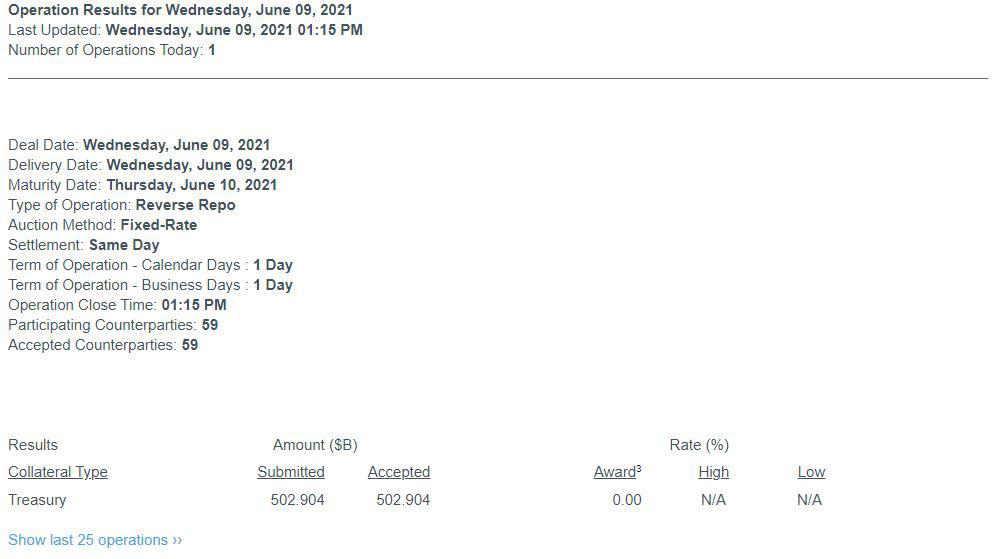 Operation Results for Wednesday, June 09, 2021
Last Updated: Wednesday, June 09, 2021 01:15 PM
Number of Operations Today: 1
Deal Date: Wednesday, June 09, 2021
Delivery Date: Wednesday, June 09, 2021
Maturity Date: Thursday, June 10, 2021
Type of Operation: Reverse Repo
Auction Method: Fixed-Rate
Settlement: Same Day
Term of Operation - Calendar Days : 1 Day
Term of Operation - Business Days : 1 Day
Operation Close Time: 01:15 PM
Participating Counterparties: 59
Accepted Counterparties: 59
Results Amount ($B) Rate (%)
Collateral Type Submitted Accepted Award³ High Low
Treasury 502.904 502.904 0.00 N/A N/A
Show last 25 operations ››